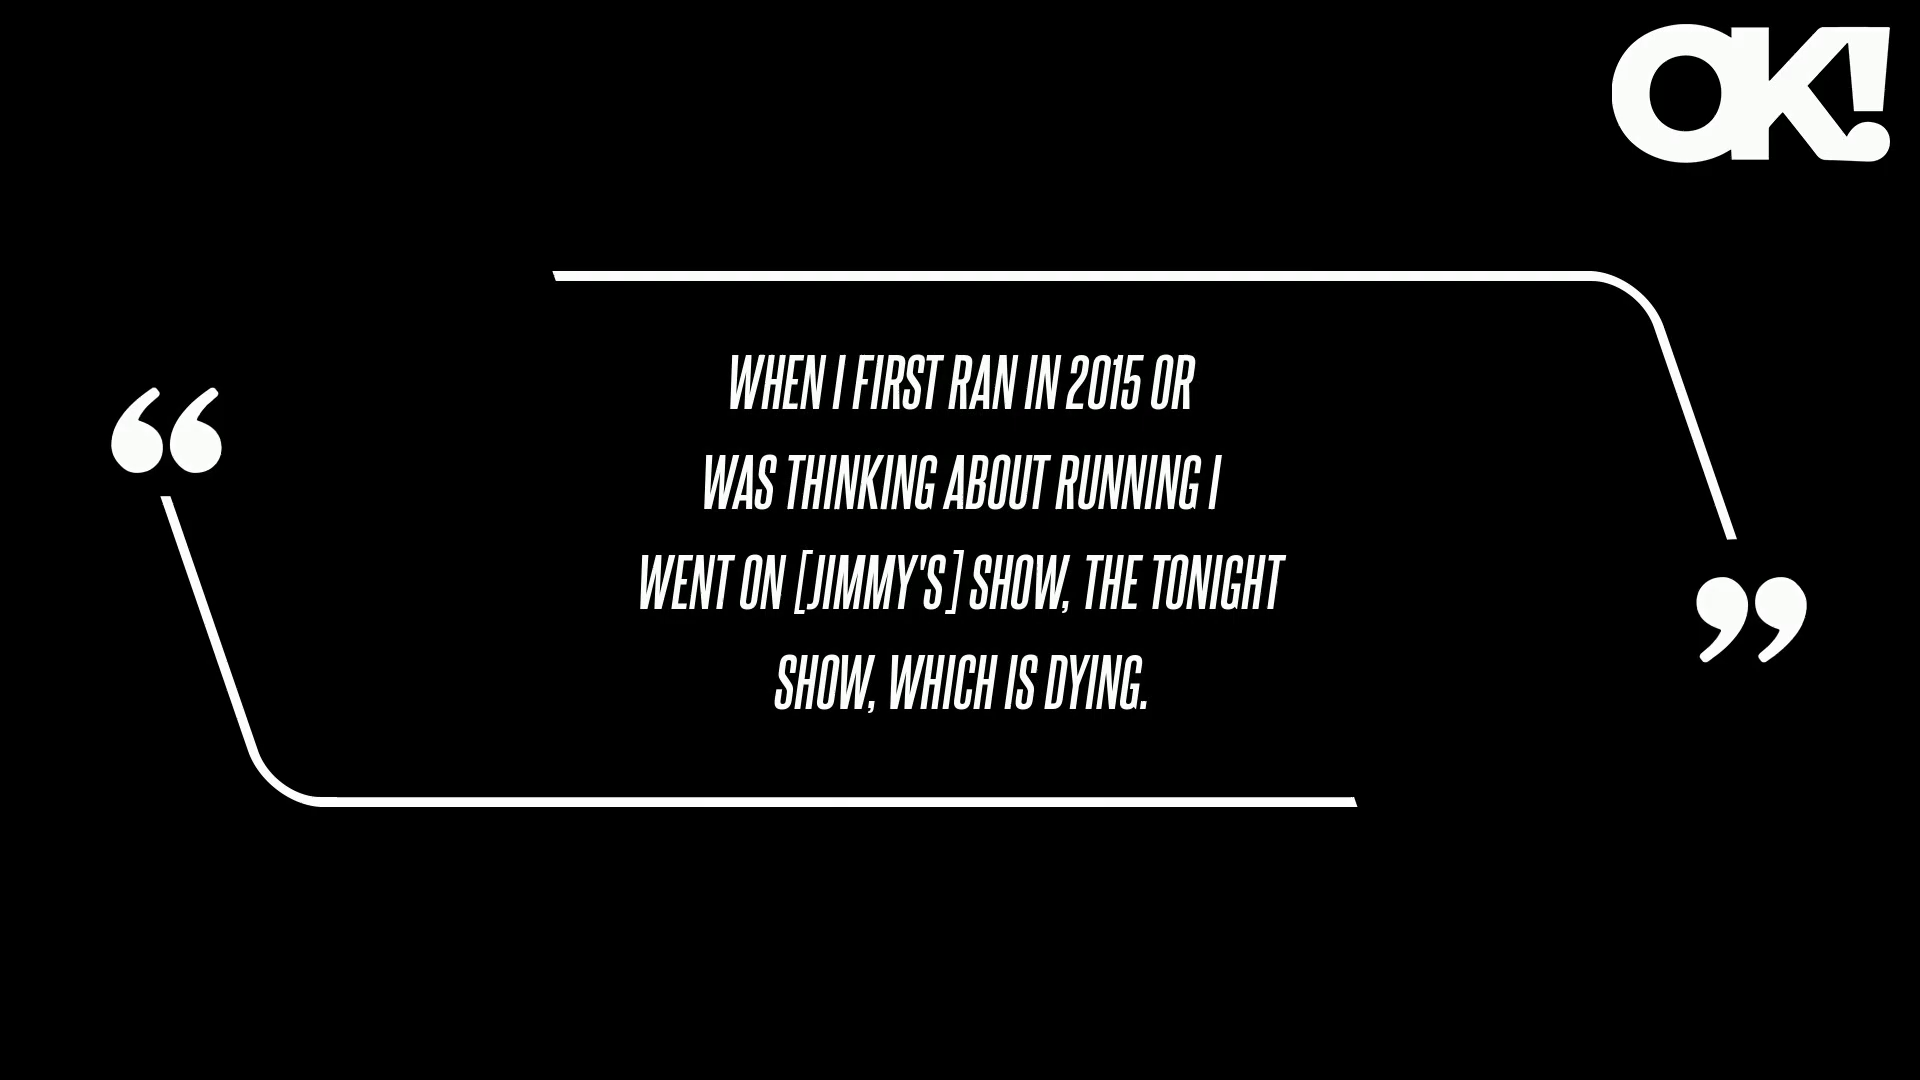 OK!
“
WHEN I FIRST RAN IN 2015 OR
WAS THINKING ABOUT RUNNING I
WENT ON [JIMMY'S] SHOW, THE TONIGHT
SHOW, WHICH IS DYING.
”